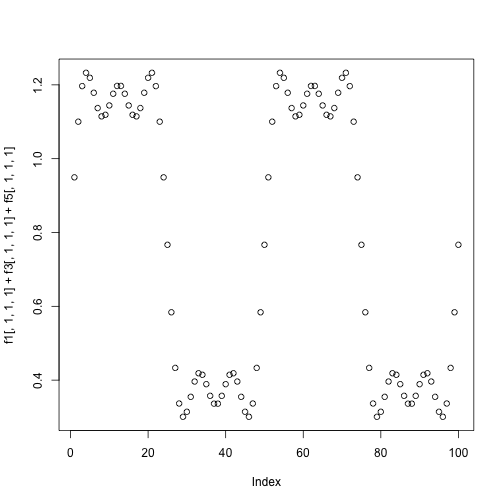 f1[, 1, 1, 1] + f3[, 1, 1, 1] + f5[, 1, 1, 1]
1.2
1.0
0.8
0.6
0.4
0 20 40 60 80 100
Index